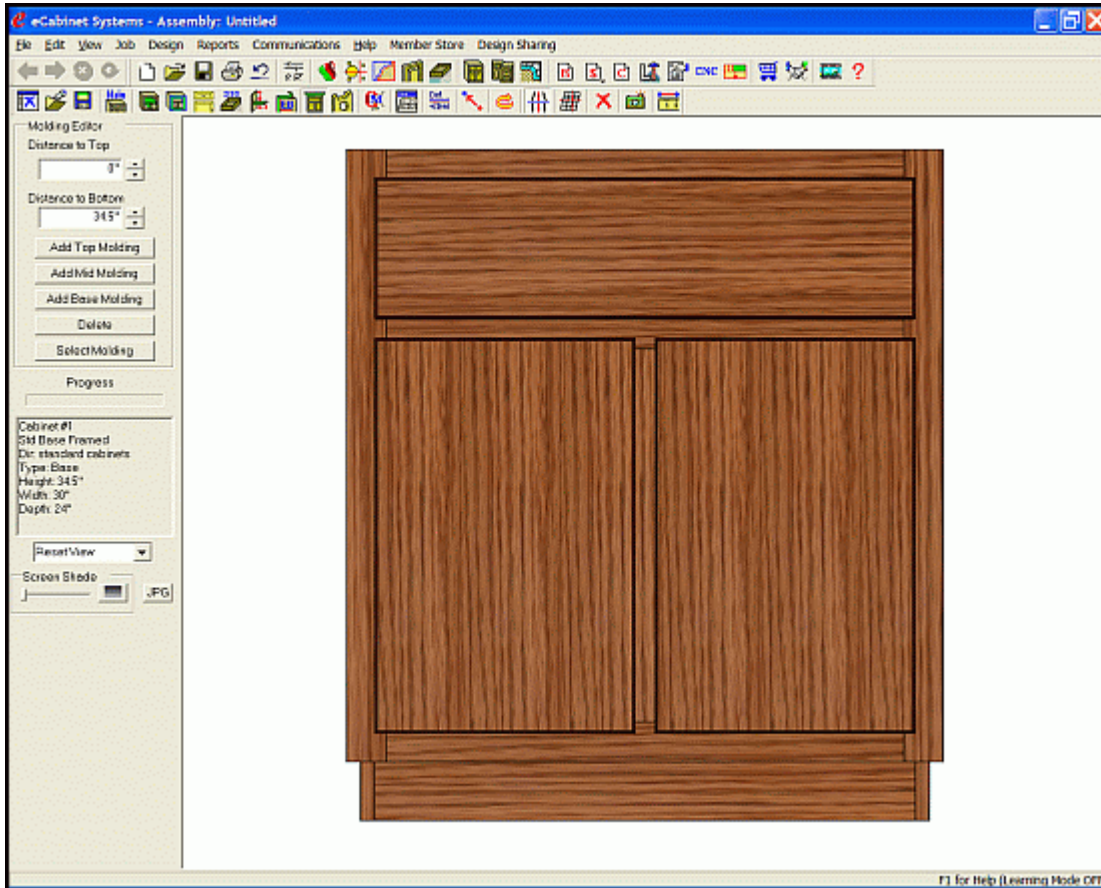 eCabinet Systems - Assembly: Untitled
File Edit View Job Design Reports Communications Help Member Store Design Sharing
CNC
Molding Editor
Distance to Top
0"
Distance to Bottom
34.5"
Add Top Molding
Add Mid Molding
Add Base Molding
Delete
Select Molding
Progress
Cabinet #1
Std Base Framed
Dir: standard cabinets
Type: Base
Height: 34.5"
Width: 30"
Depth: 24"
Reset View
Screen Shade
JPG
F1 for Help (Learning Mode OFF